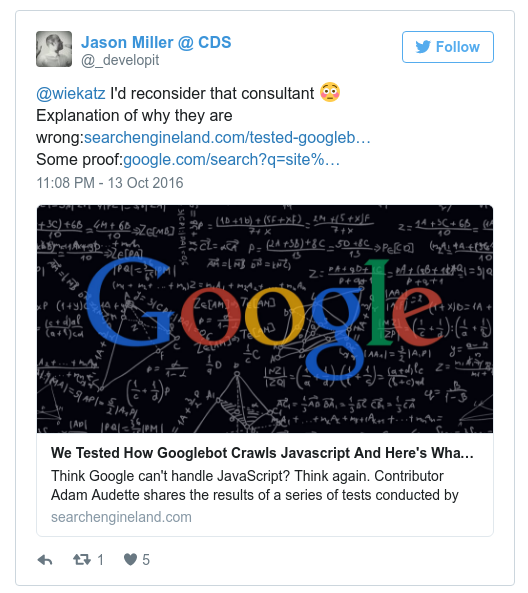 Jason Miller @ CDS
@_developit
Follow
@wiekatz I'd reconsider that consultant 😳
Explanation of why they are
wrong:searchengineland.com/tested-googleb…
Some proof:google.com/search?q=site%…
11:08 PM - 13 Oct 2016
Google
We Tested How Googlebot Crawls Javascript And Here's Wha…
Think Google can't handle JavaScript? Think again. Contributor
Adam Audette shares the results of a series of tests conducted by
searchengineland.com
1
5